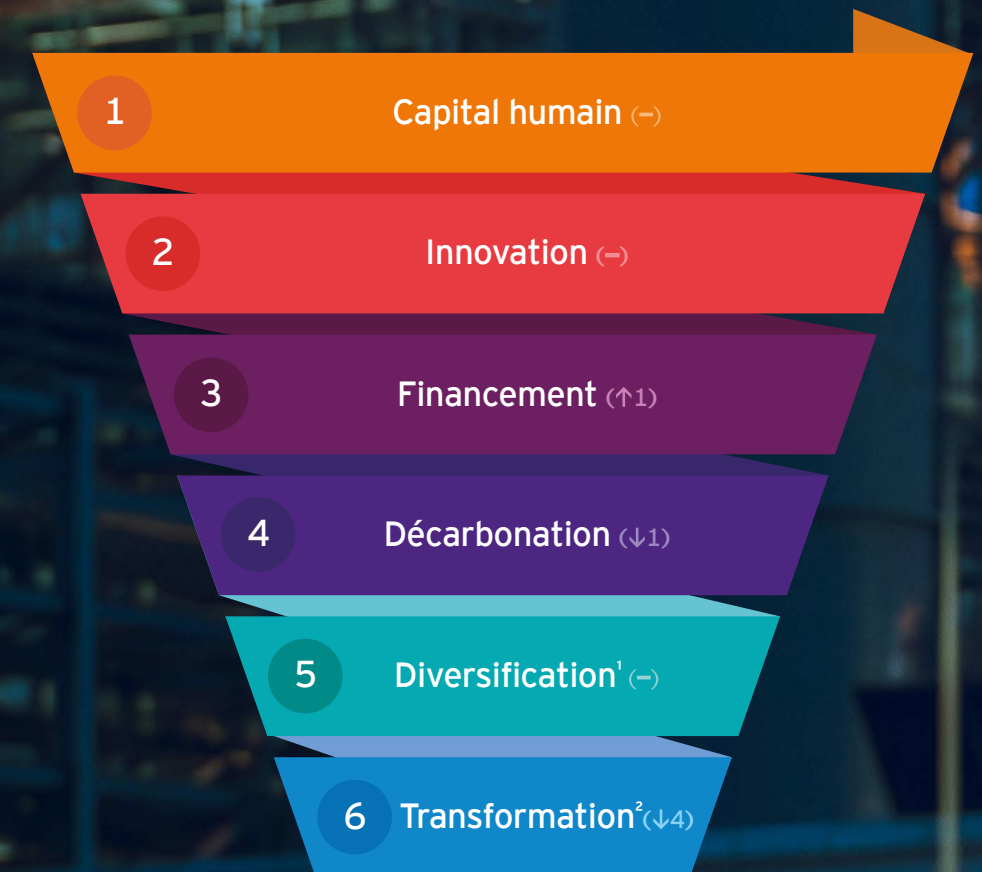 1 Capital humain (–)
2 Innovation (–)
3 Financement (↑1)
4 Décarbonation (↓1)
5 Diversification¹ (–)
6 Transformation² (↓4)